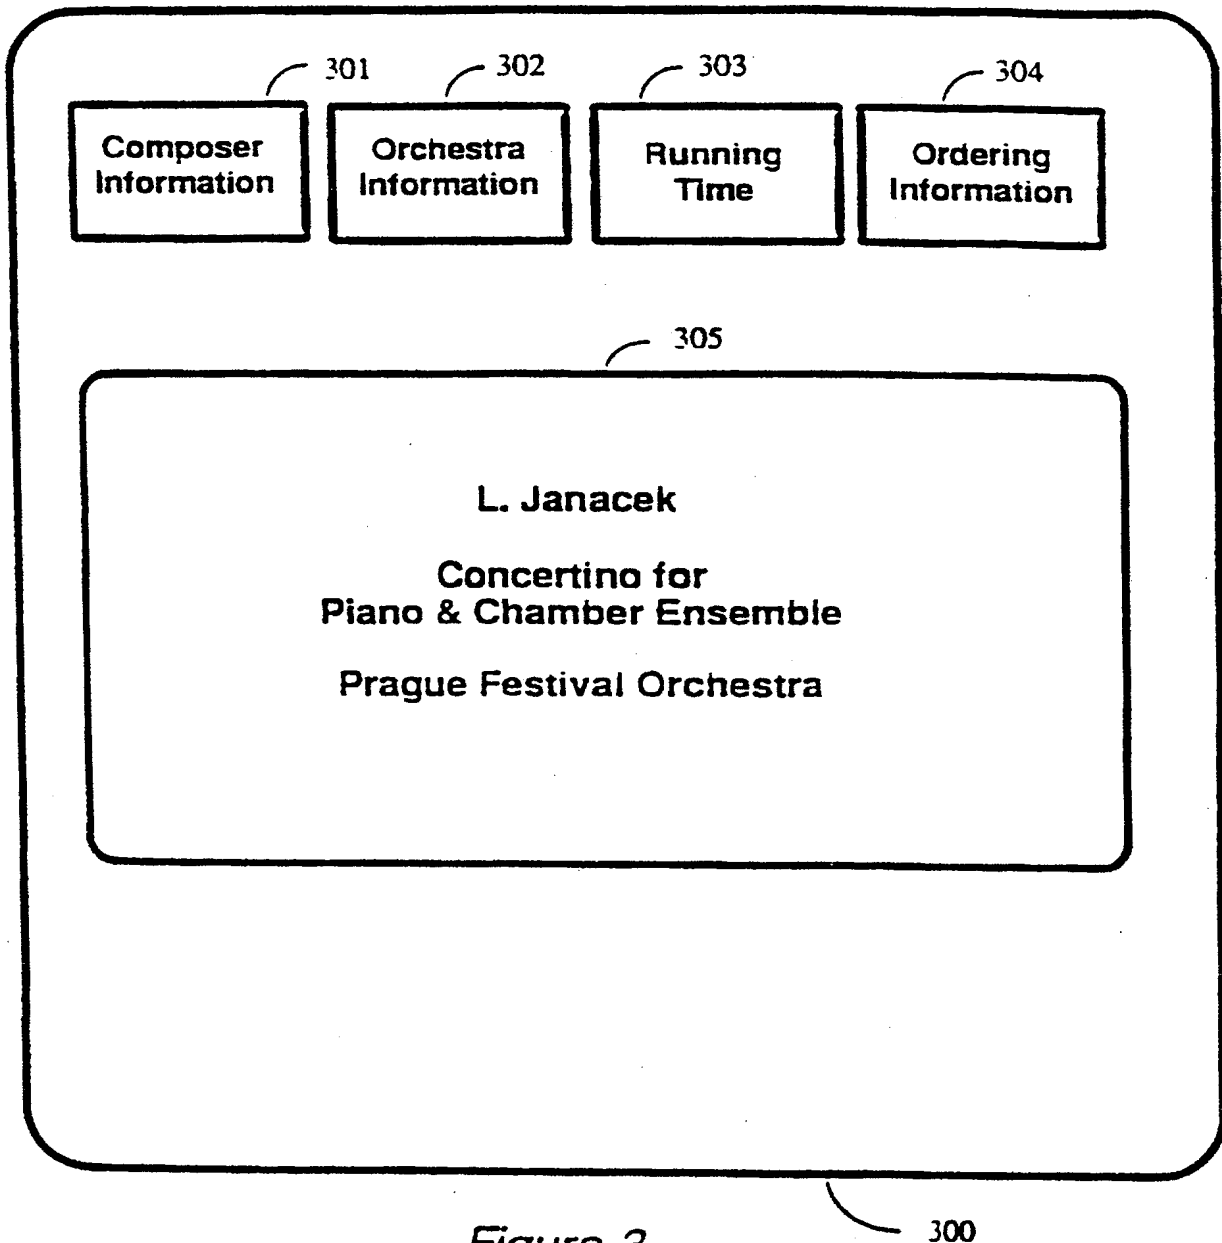 301
302
303
304
Composer
Information
Orchestra
Information
Running
Time
Ordering
Information
305
L. Janacek
Concertino for
Piano & Chamber Ensemble
Prague Festival Orchestra
300
Figure